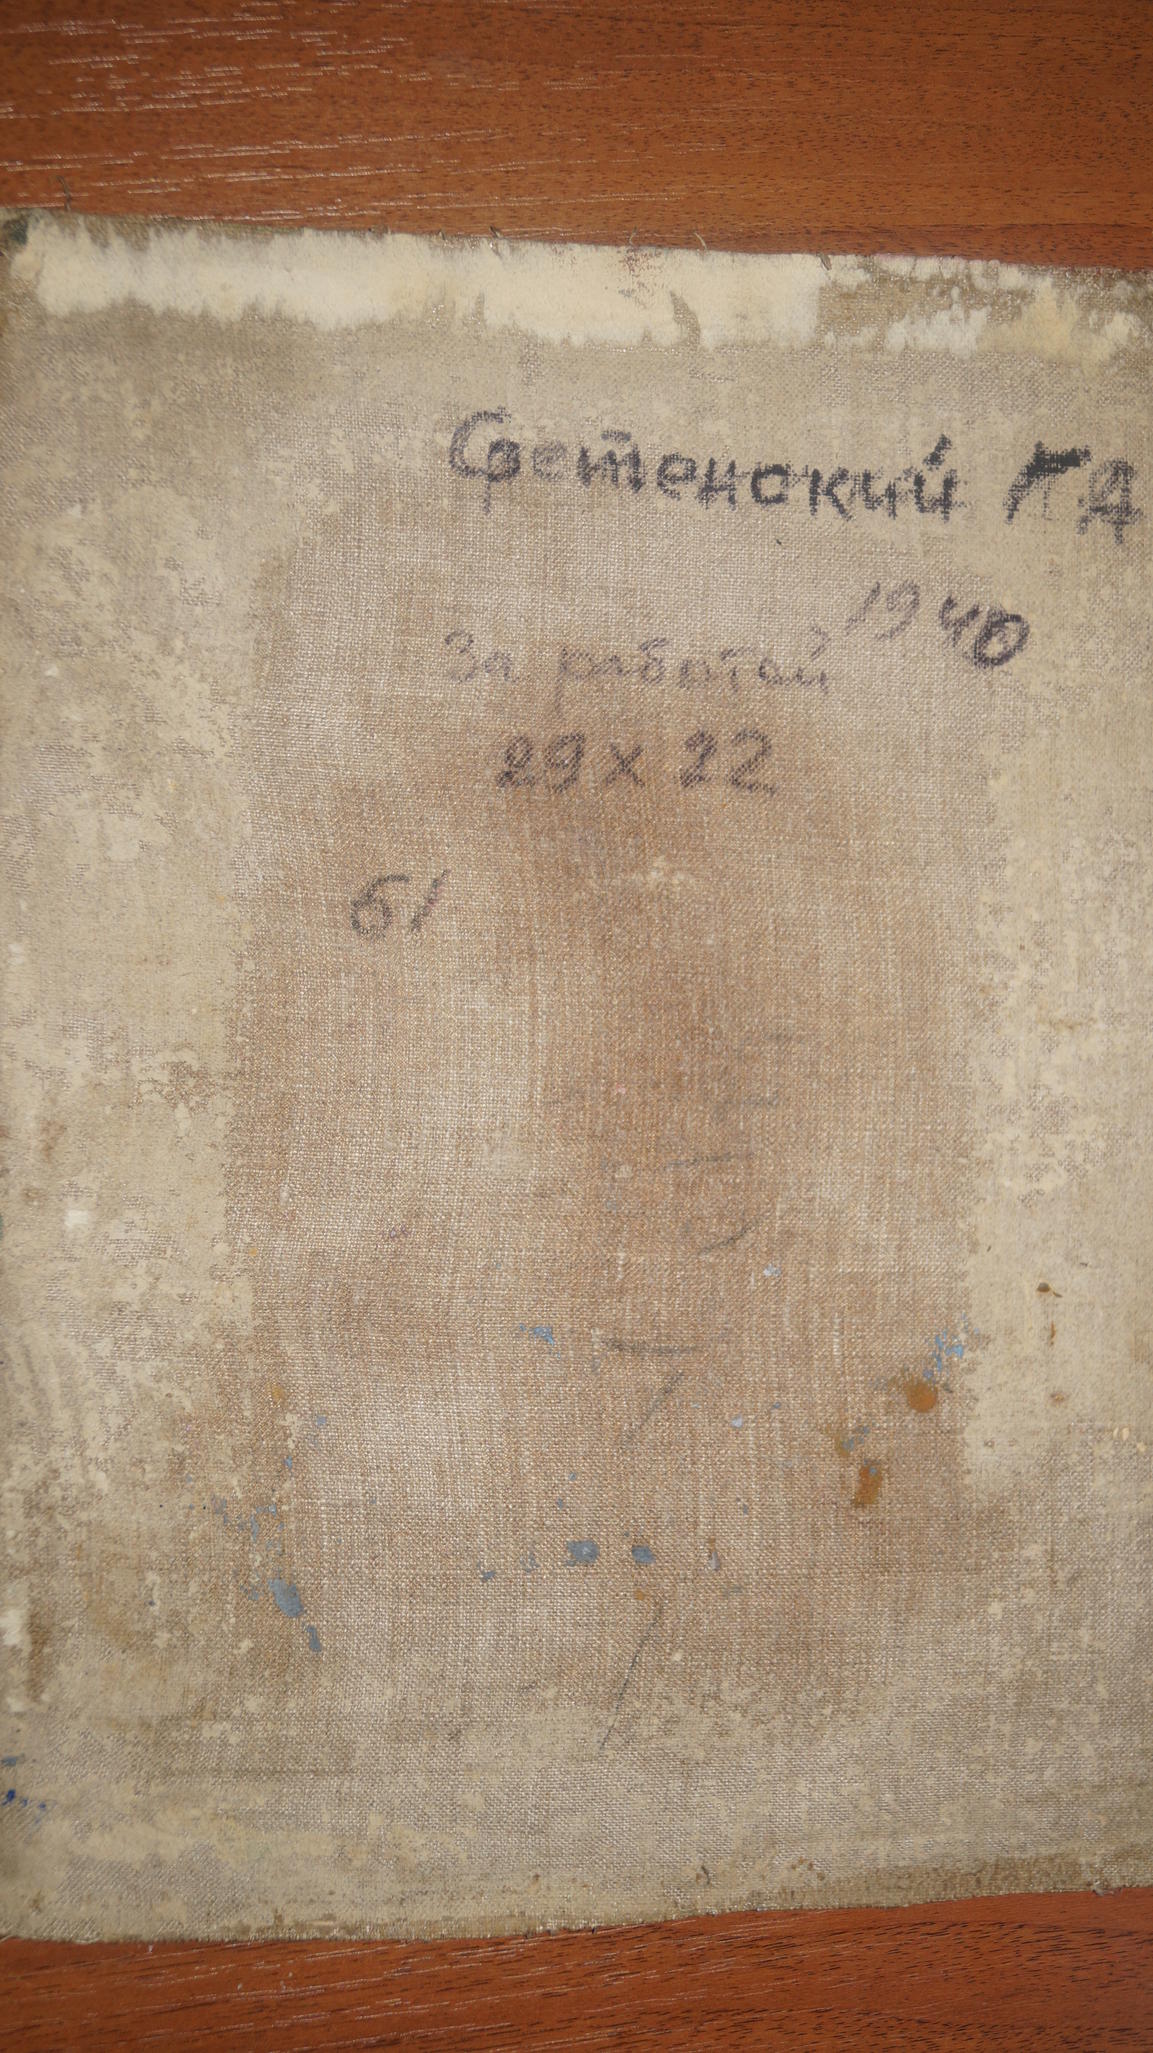 Сретенский Г А
1940
За работой
29 x 22
б/